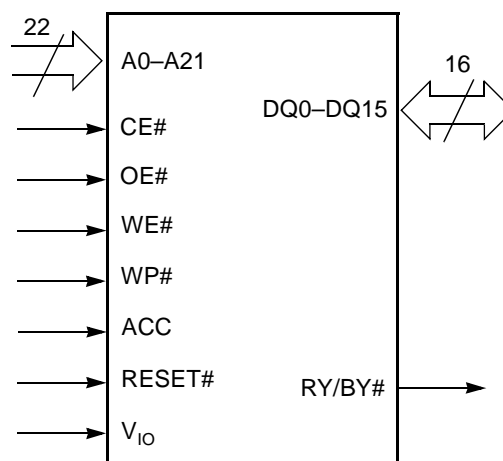 22
A0–A21
16
DQ0–DQ15
CE#
OE#
WE#
WP#
ACC
RESET#
RY/BY#
VIO